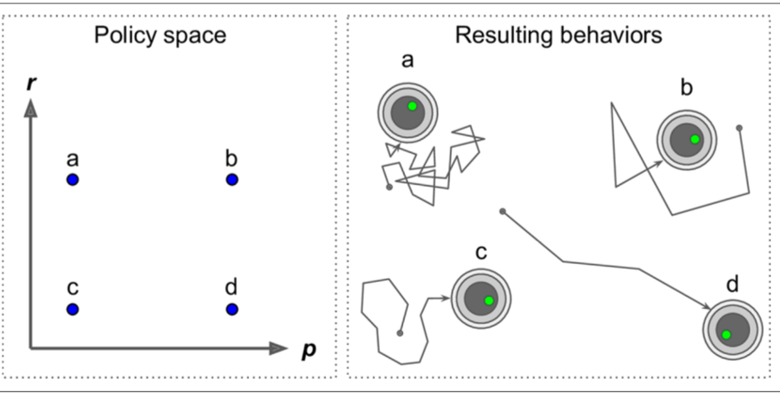 Policy space
r
a
b
c
d
p
Resulting behaviors
a
b
c
d